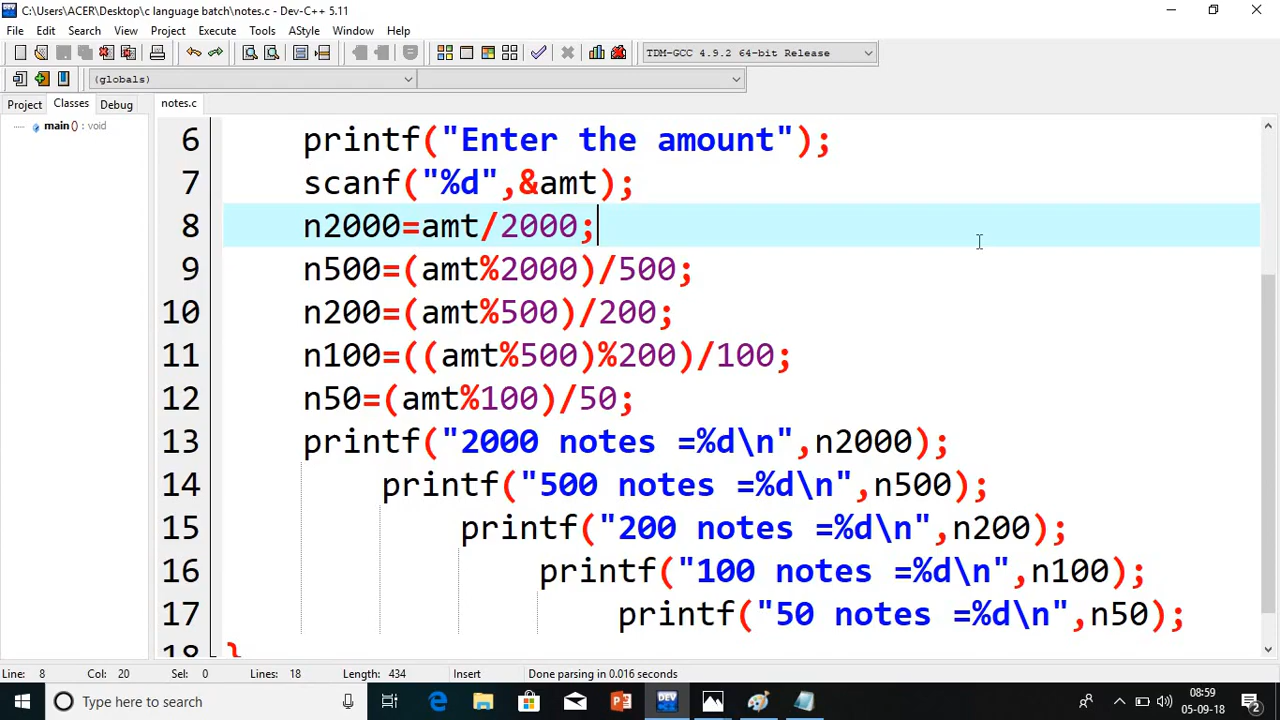 C:\Users\ACER\Desktop\c language batch\notes.c - Dev-C++ 5.11
File Edit Search View Project Execute Tools AStyle Window Help
TDM-GCC 4.9.2 64-bit Release
(globals)
Project Classes Debug
notes.c
main() : void
6 printf("Enter the amount");
7 scanf("%d",&amt);
8 n2000=amt/2000;
9 n500=(amt%2000)/500;
10 n200=(amt%500)/200;
11 n100=((amt%500)%200)/100;
12 n50=(amt%100)/50;
13 printf("2000 notes =%d\n",n2000);
14 printf("500 notes =%d\n",n500);
15 printf("200 notes =%d\n",n200);
16 printf("100 notes =%d\n",n100);
17 printf("50 notes =%d\n",n50);
18 }
Line: 8 Col: 20 Sel: 0 Lines: 18 Length: 434 Insert Done parsing in 0.016 seconds
Type here to search
DEV
08:59
05-09-18
2